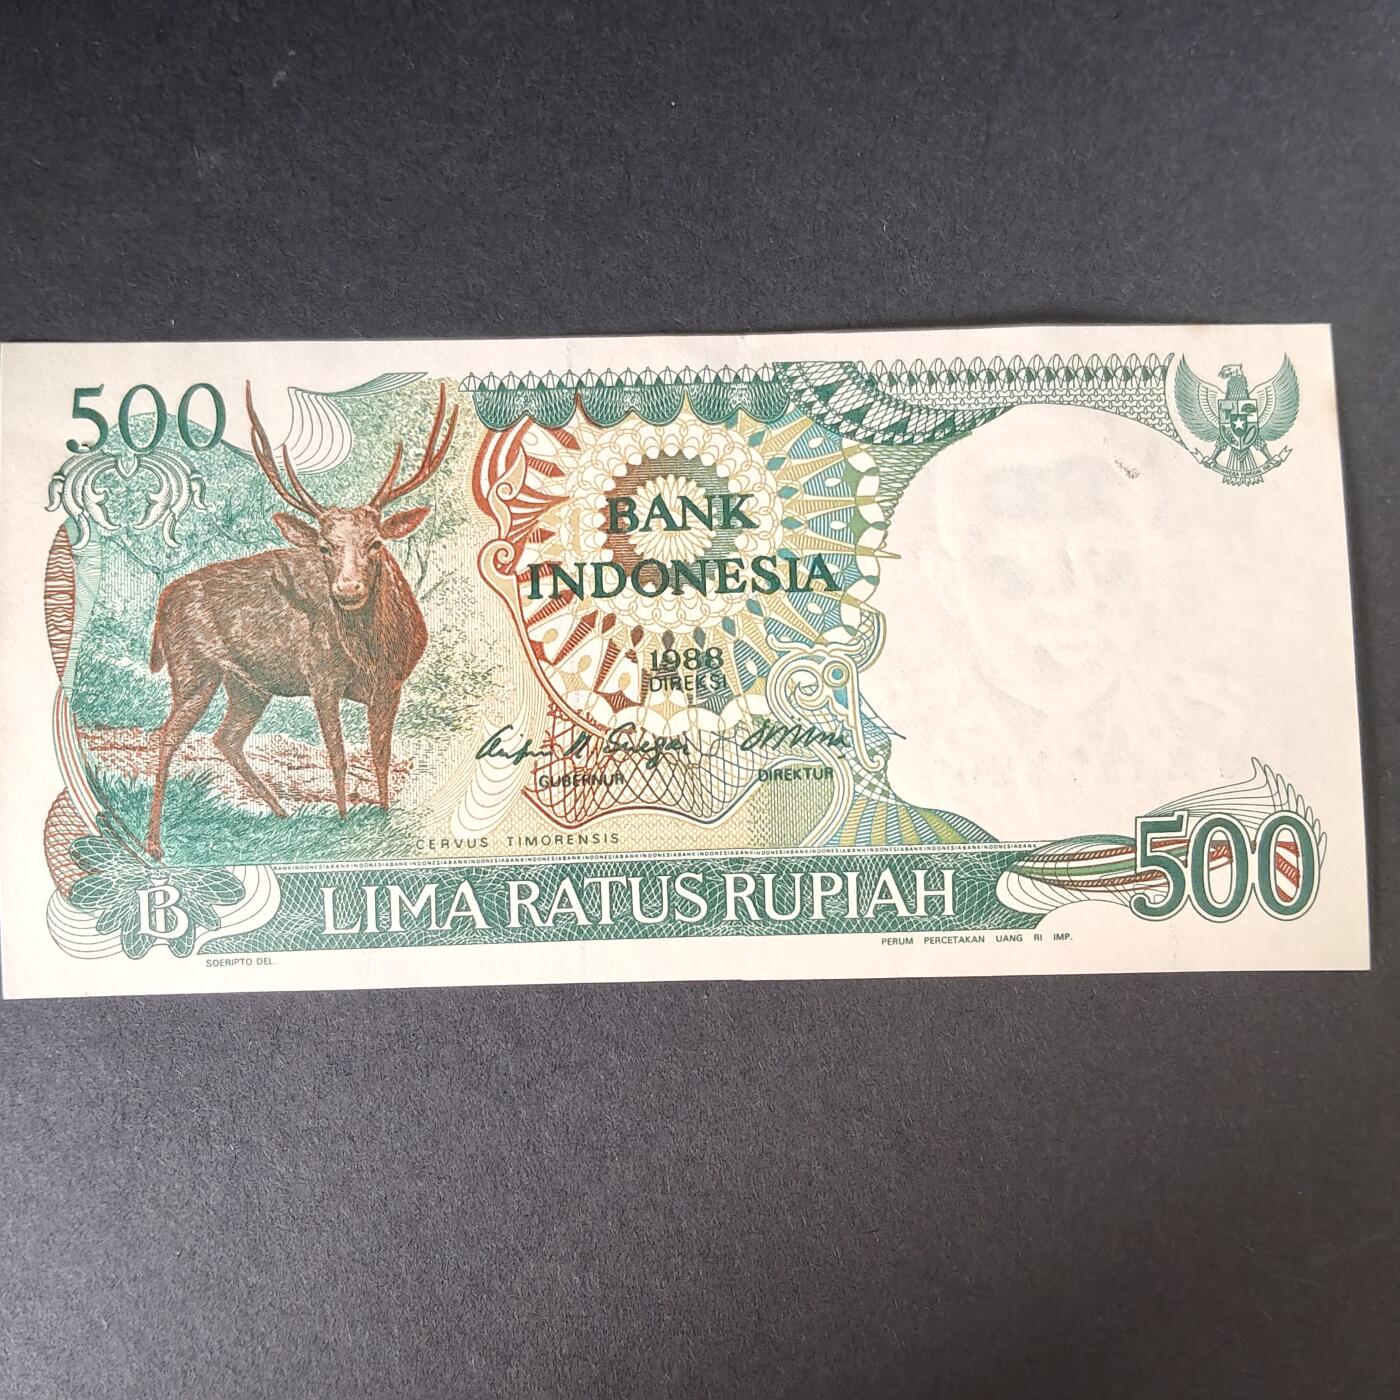 500
BANK
INDONESIA
1988
DIREKSI
GUBERNUR
DIREKTUR
CERVUS TIMORENSIS
BANKINDONESIABANKINDONESIABANKINDONESIABANKINDONESIA
LIMA RATUS RUPIAH
500
SOERIPTO DEL.
PERUM PERCETAKAN UANG RI IMP.